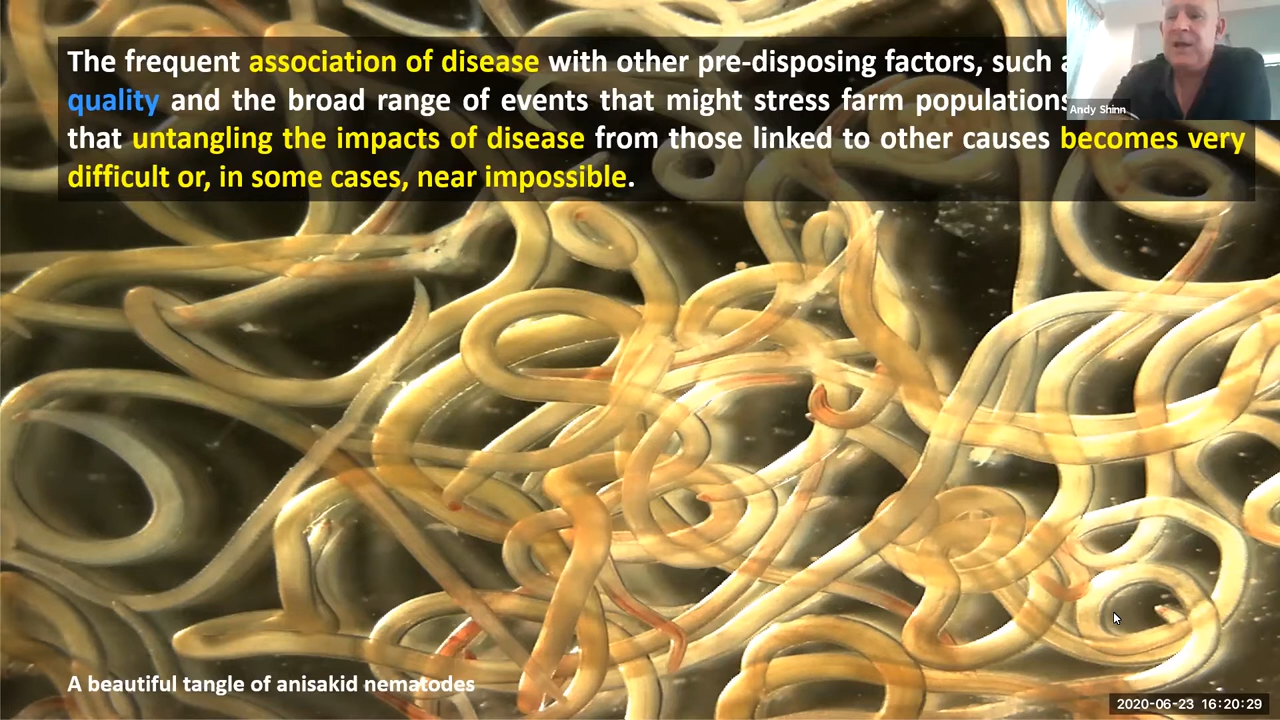 The frequent association of disease with other pre-disposing factors, such
quality and the broad range of events that might stress farm populations
that untangling the impacts of disease from those linked to other causes becomes very
difficult or, in some cases, near impossible.
Andy Shinn
A beautiful tangle of anisakid nematodes
2020-06-23 16:20:29